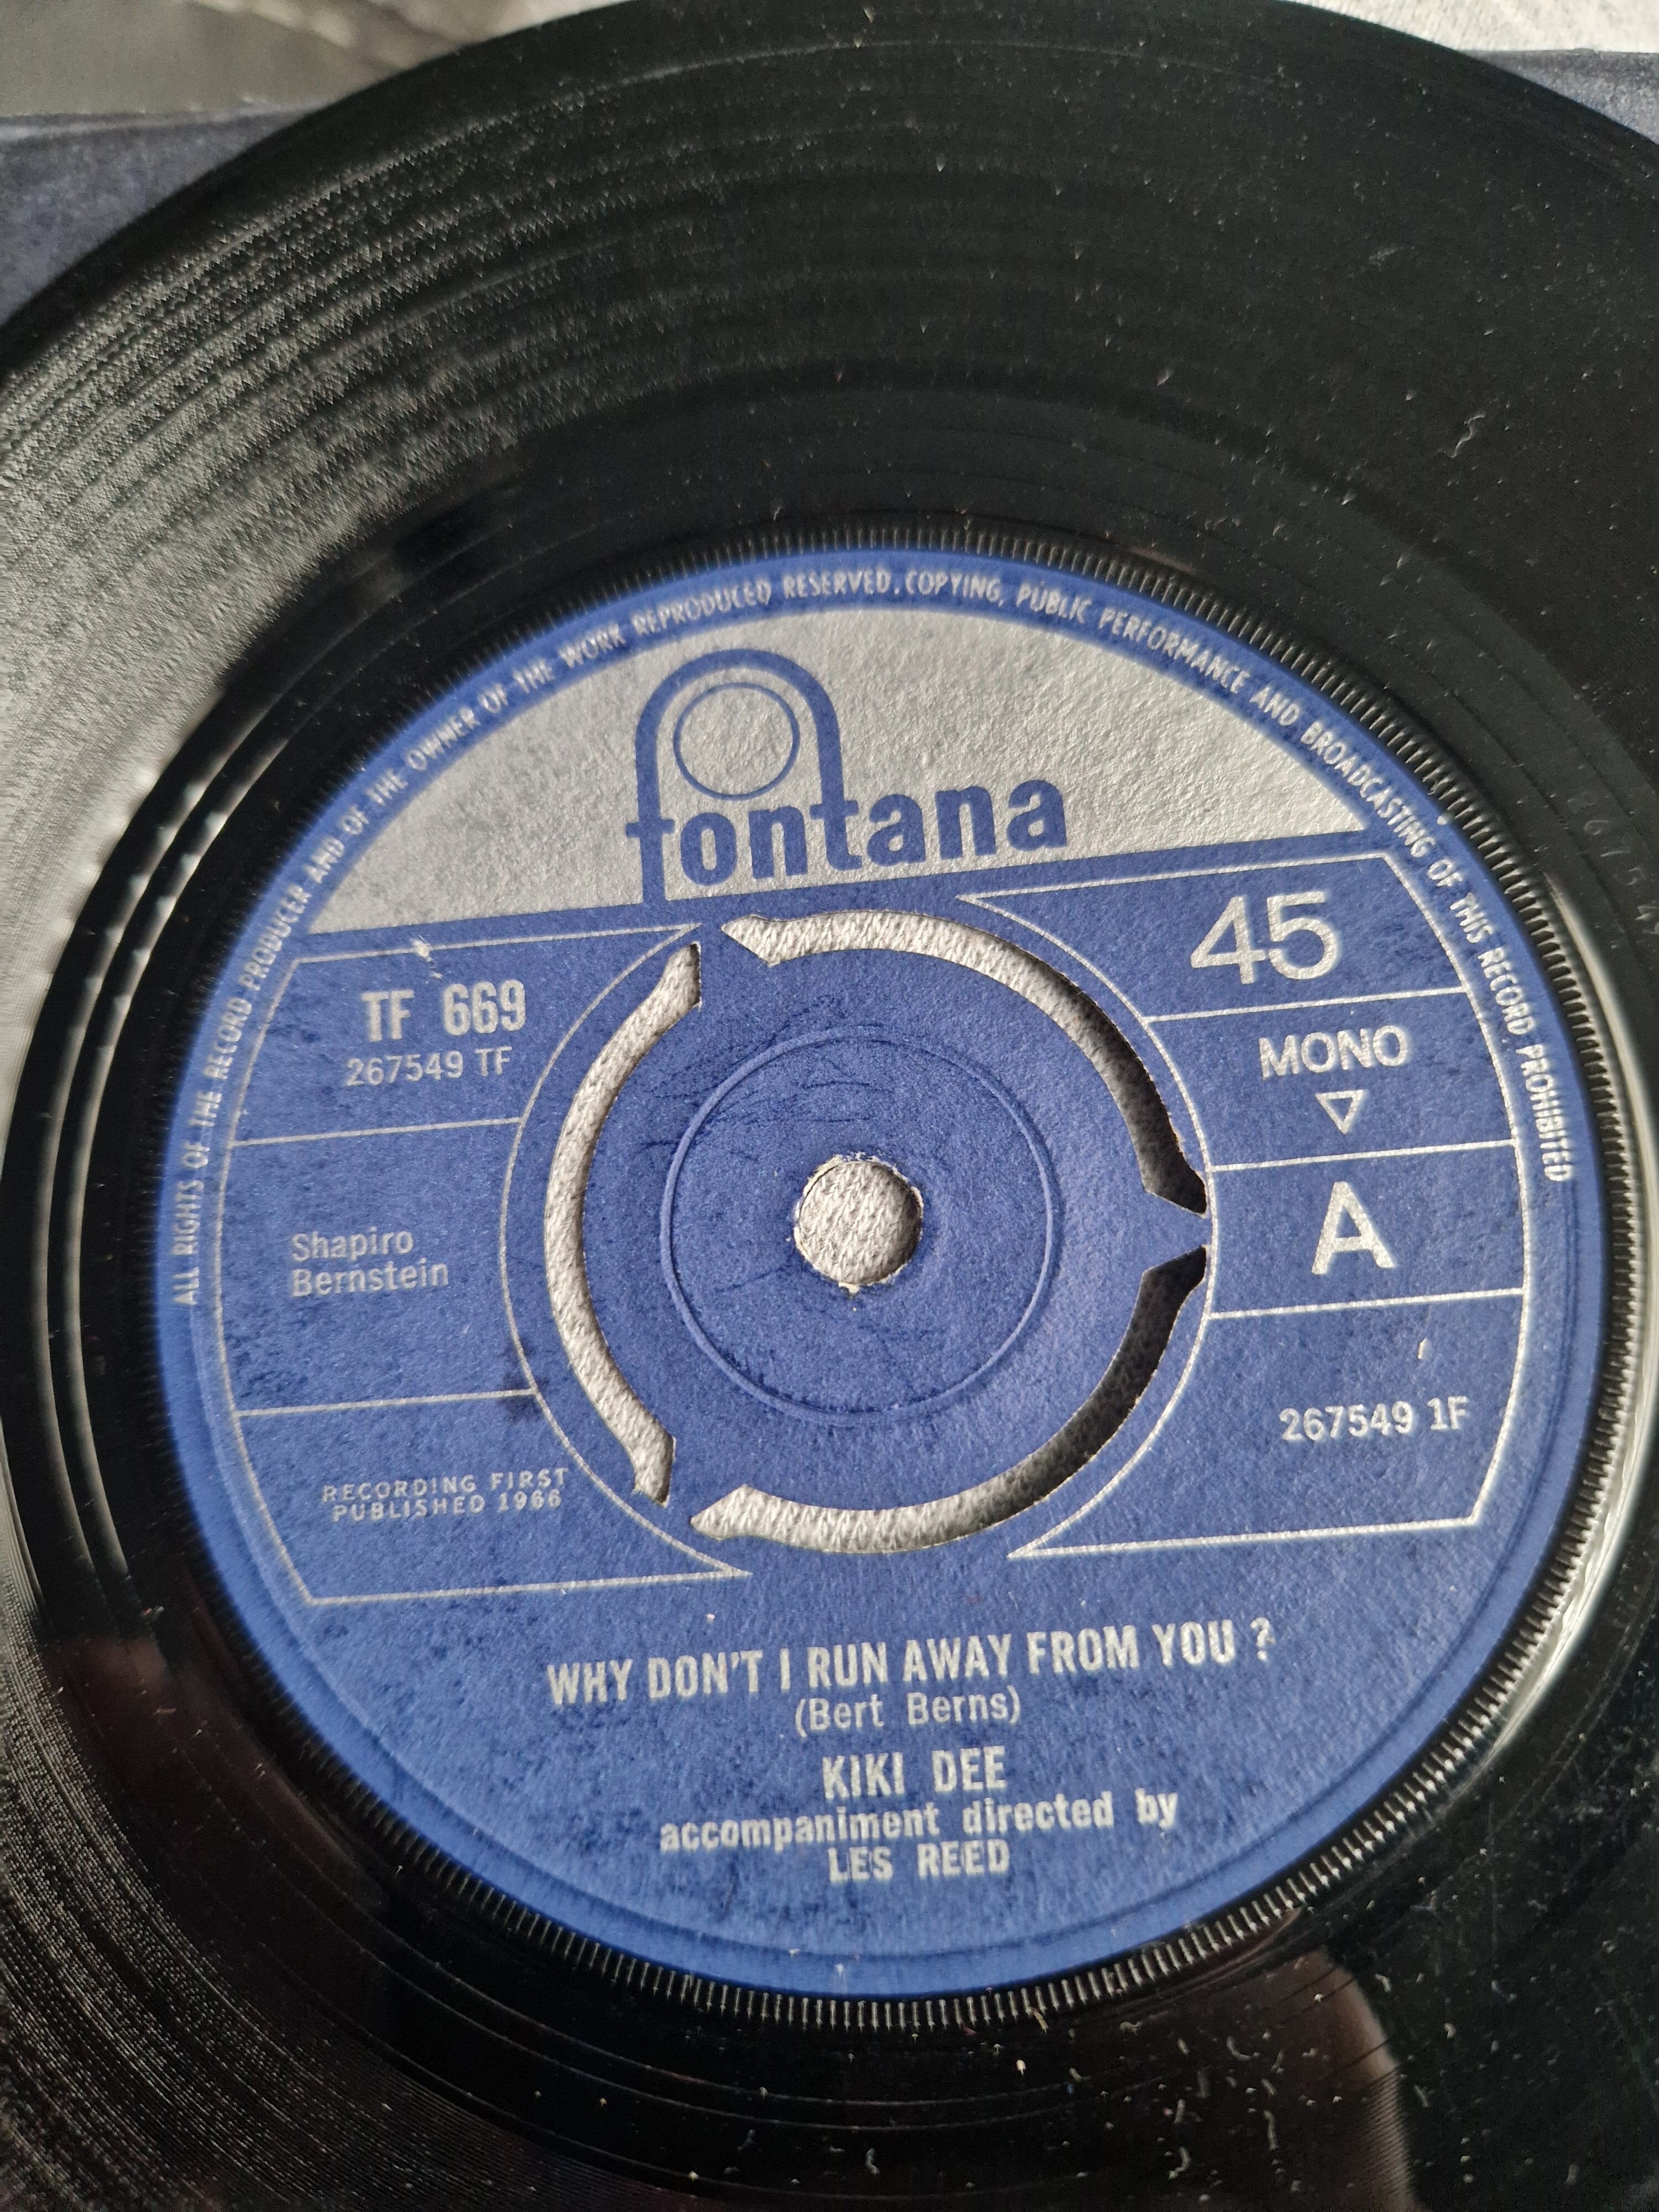 ALL RIGHTS OF THE RECORD PRODUCER AND OF THE OWNER OF THE WORK REPRODUCED RESERVED. COPYING, PUBLIC PERFORMANCE AND BROADCASTING OF THIS RECORD PROHIBITED
fontana
TF 669
267549 TF
Shapiro
Bernstein
RECORDING FIRST
PUBLISHED 1966
45
MONO
A
267549 1F
WHY DON'T I RUN AWAY FROM YOU ?
(Bert Berns)
KIKI DEE
accompaniment directed by
LES REED